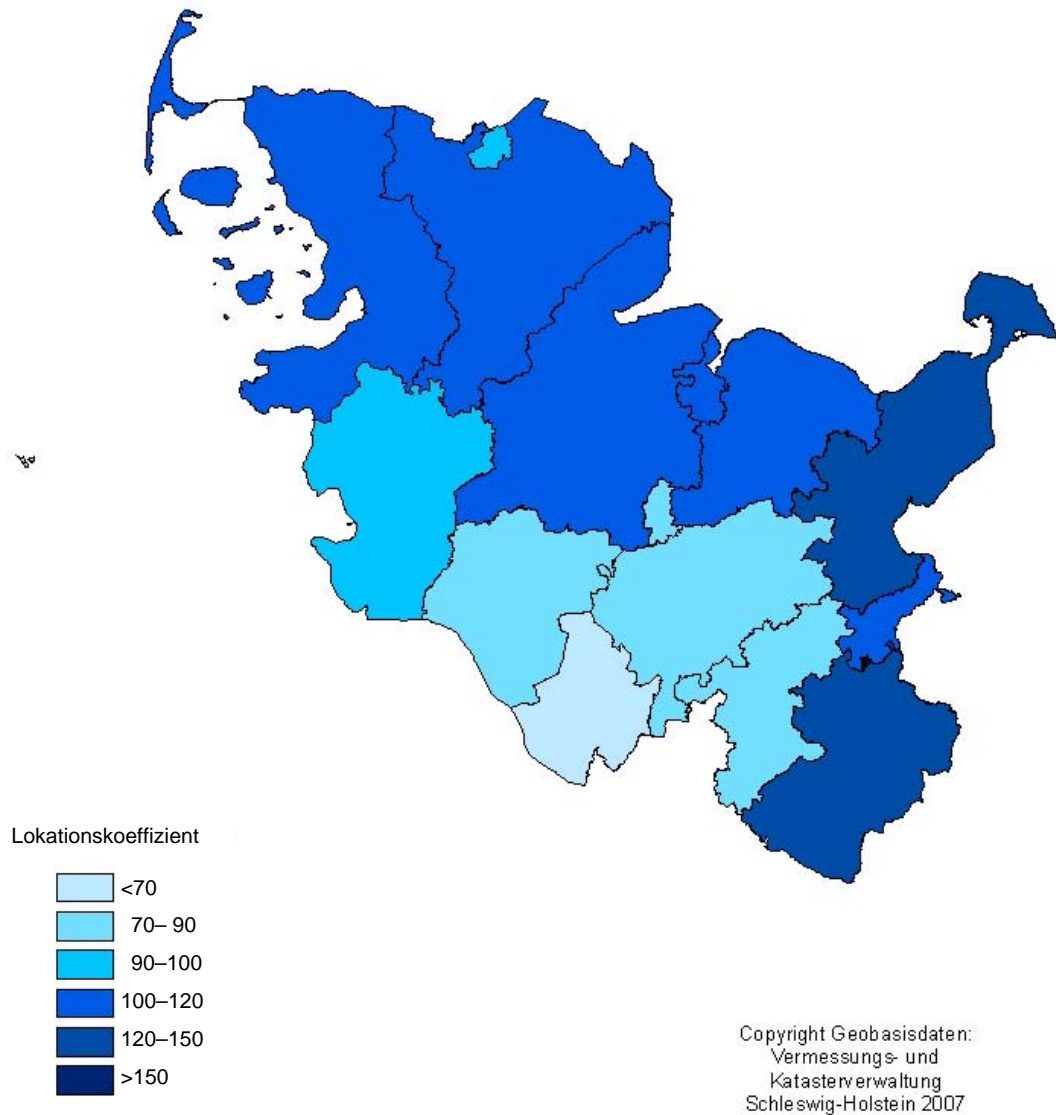 Lokationskoeffizient
<70
70– 90
90–100
100–120
120–150
>150
Copyright Geobasisdaten:
Vermessungs- und
Katasterverwaltung
Schleswig-Holstein 2007